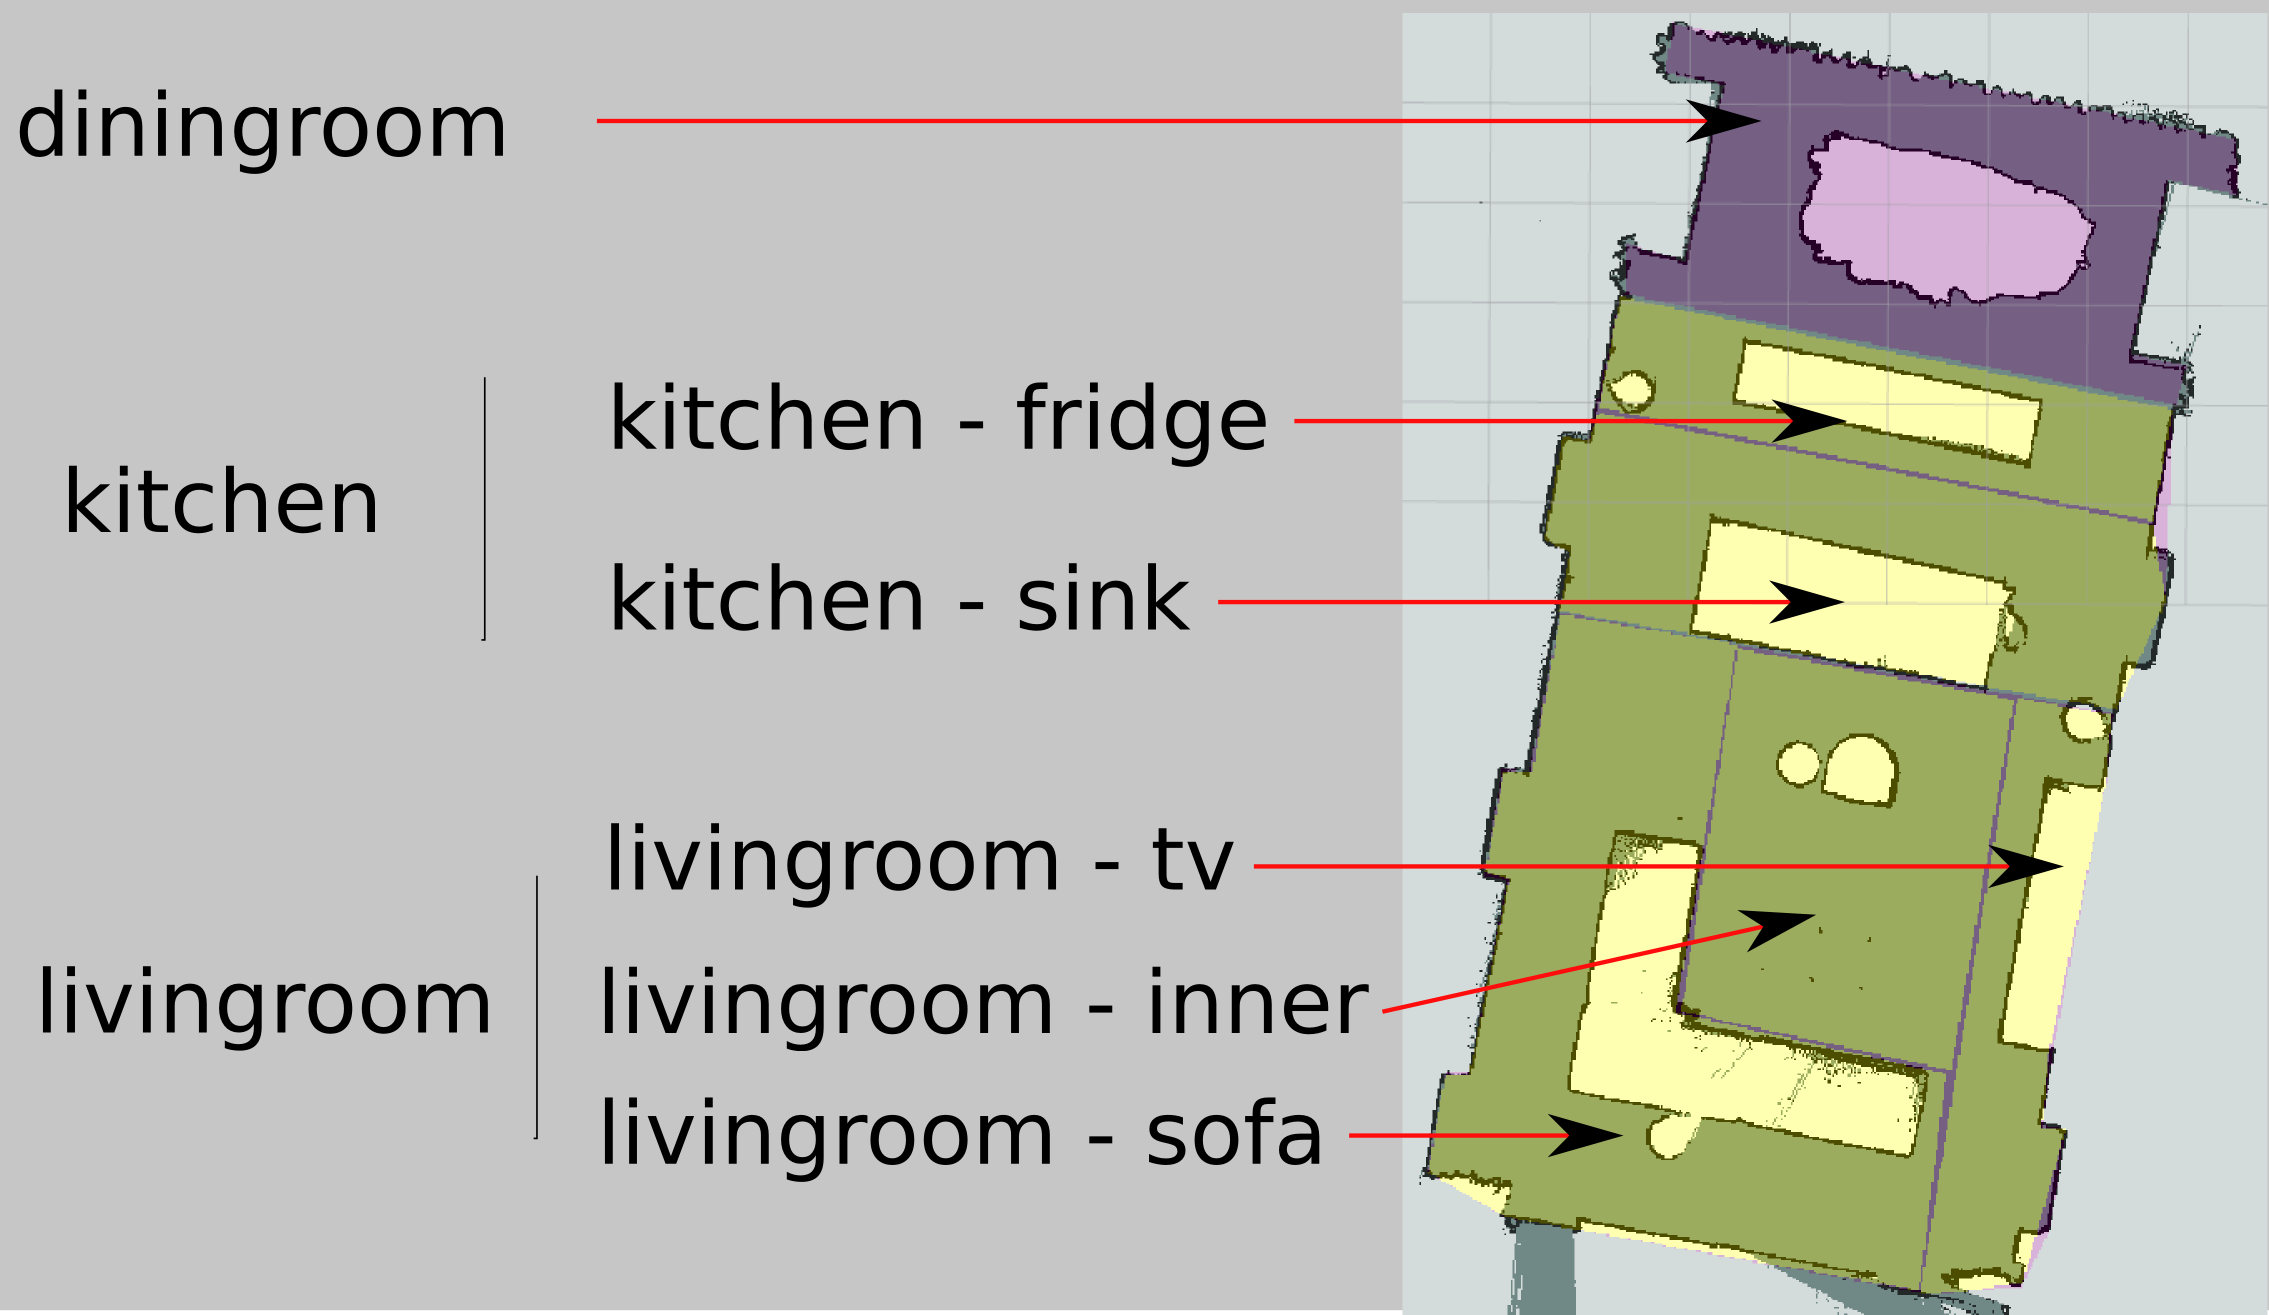 diningroom
kitchen
kitchen - fridge
kitchen - sink
livingroom
livingroom - tv
livingroom - inner
livingroom - sofa